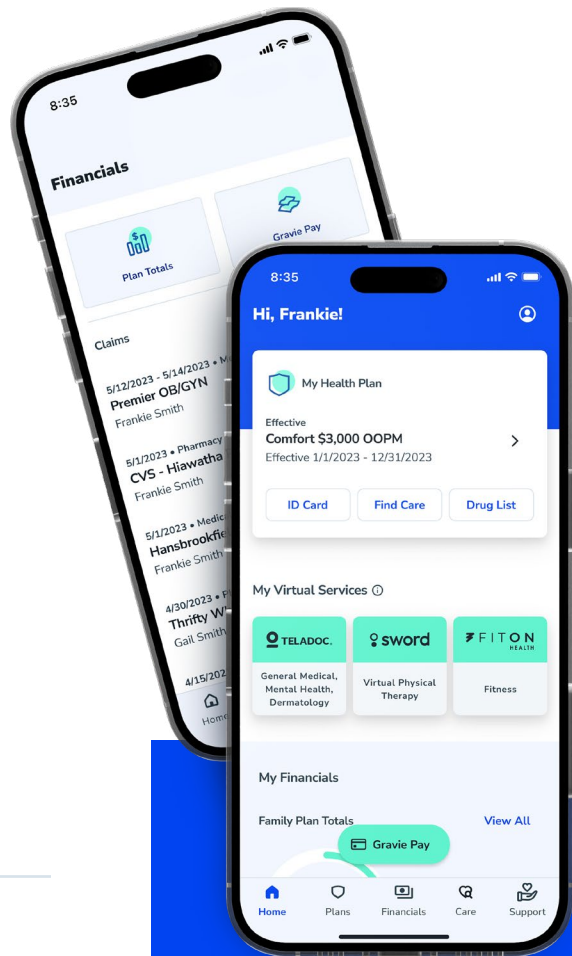 8:35
Financials
Plan Totals
Gravie Pay
Claims
5/12/2023 - 5/14/2023 •
Premier OB/GYN
Frankie Smith
5/1/2023 • Pharmacy
CVS - Hiawatha
Frankie Smith
5/1/2023 •
Frankie Smith
4/30/2023 •
Thrifty
Gail Smith
Home
8:35
Hi, Frankie!
My Health Plan
Effective
Comfort $3,000 OOPM
Effective 1/1/2023 - 12/31/2023
ID Card
Find Care
Drug List
My Virtual Services
TELADOC.
sword
FITON
HEALTH
General Medical,
Mental Health,
Dermatology
Virtual Physical
Therapy
Fitness
My Financials
Family Plan Totals
View All
Gravie Pay
Home
Plans
Financials
Care
Support